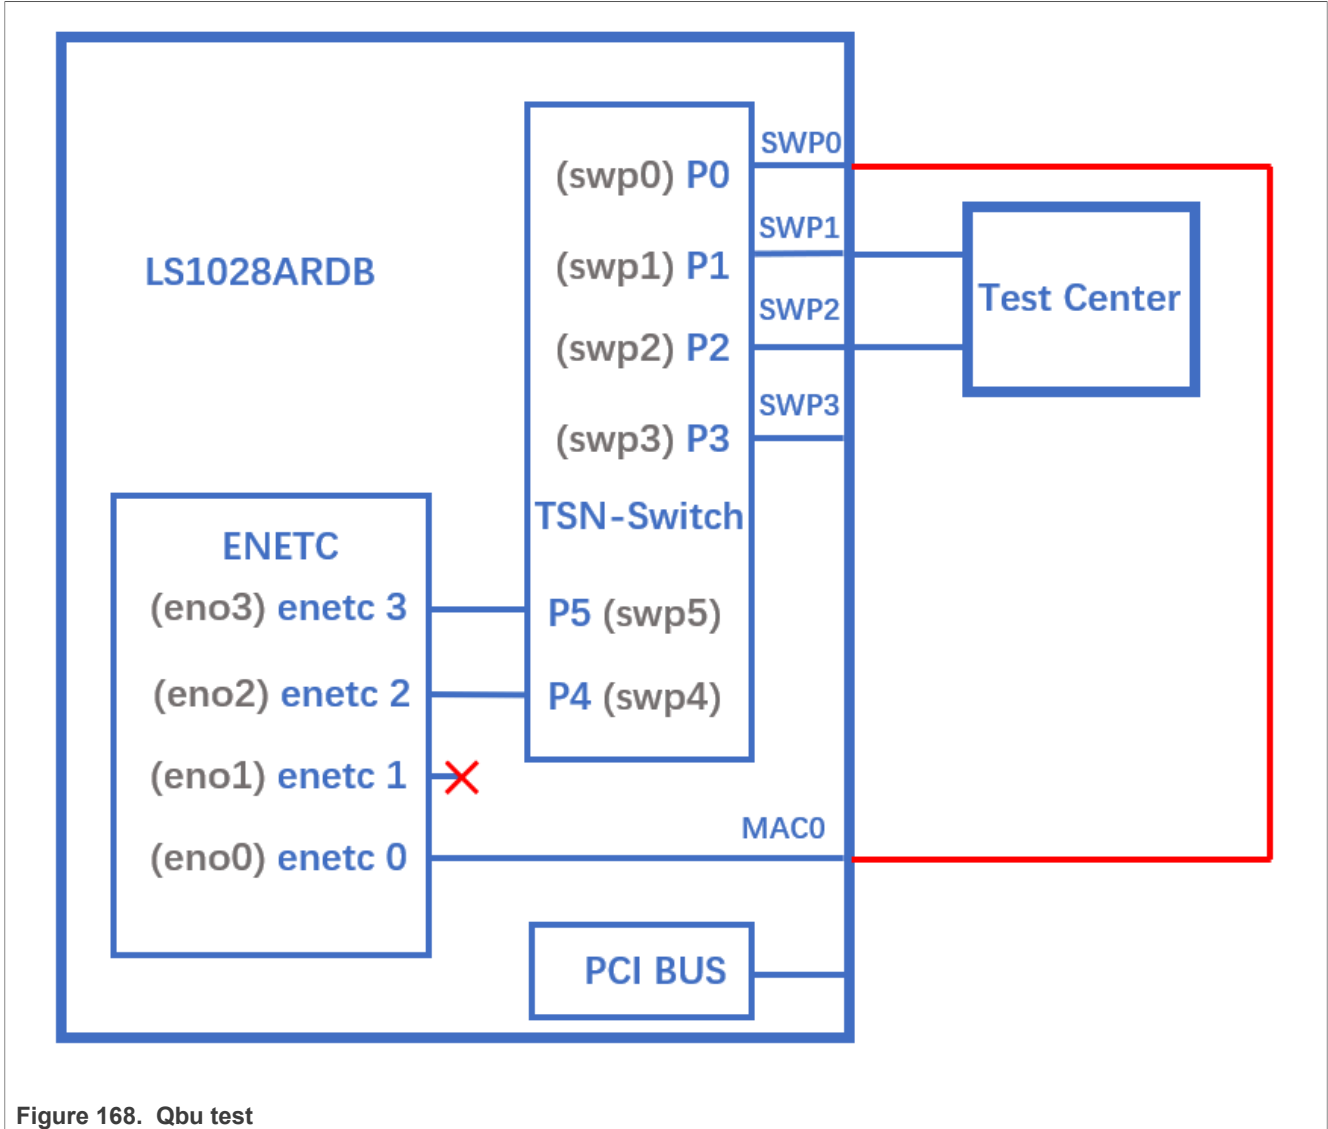 SWP0
(swp0) P0
SWP1
LS1028ARDB
(swp1) P1
Test Center
SWP2
(swp2) P2
SWP3
(swp3) P3
TSN-Switch
ENETC
(eno3) enetc 3
P5 (swp5)
(eno2) enetc 2
P4 (swp4)
(eno1) enetc 1
MAC0
(eno0) enetc 0
PCI BUS
Figure 168. Qbu test